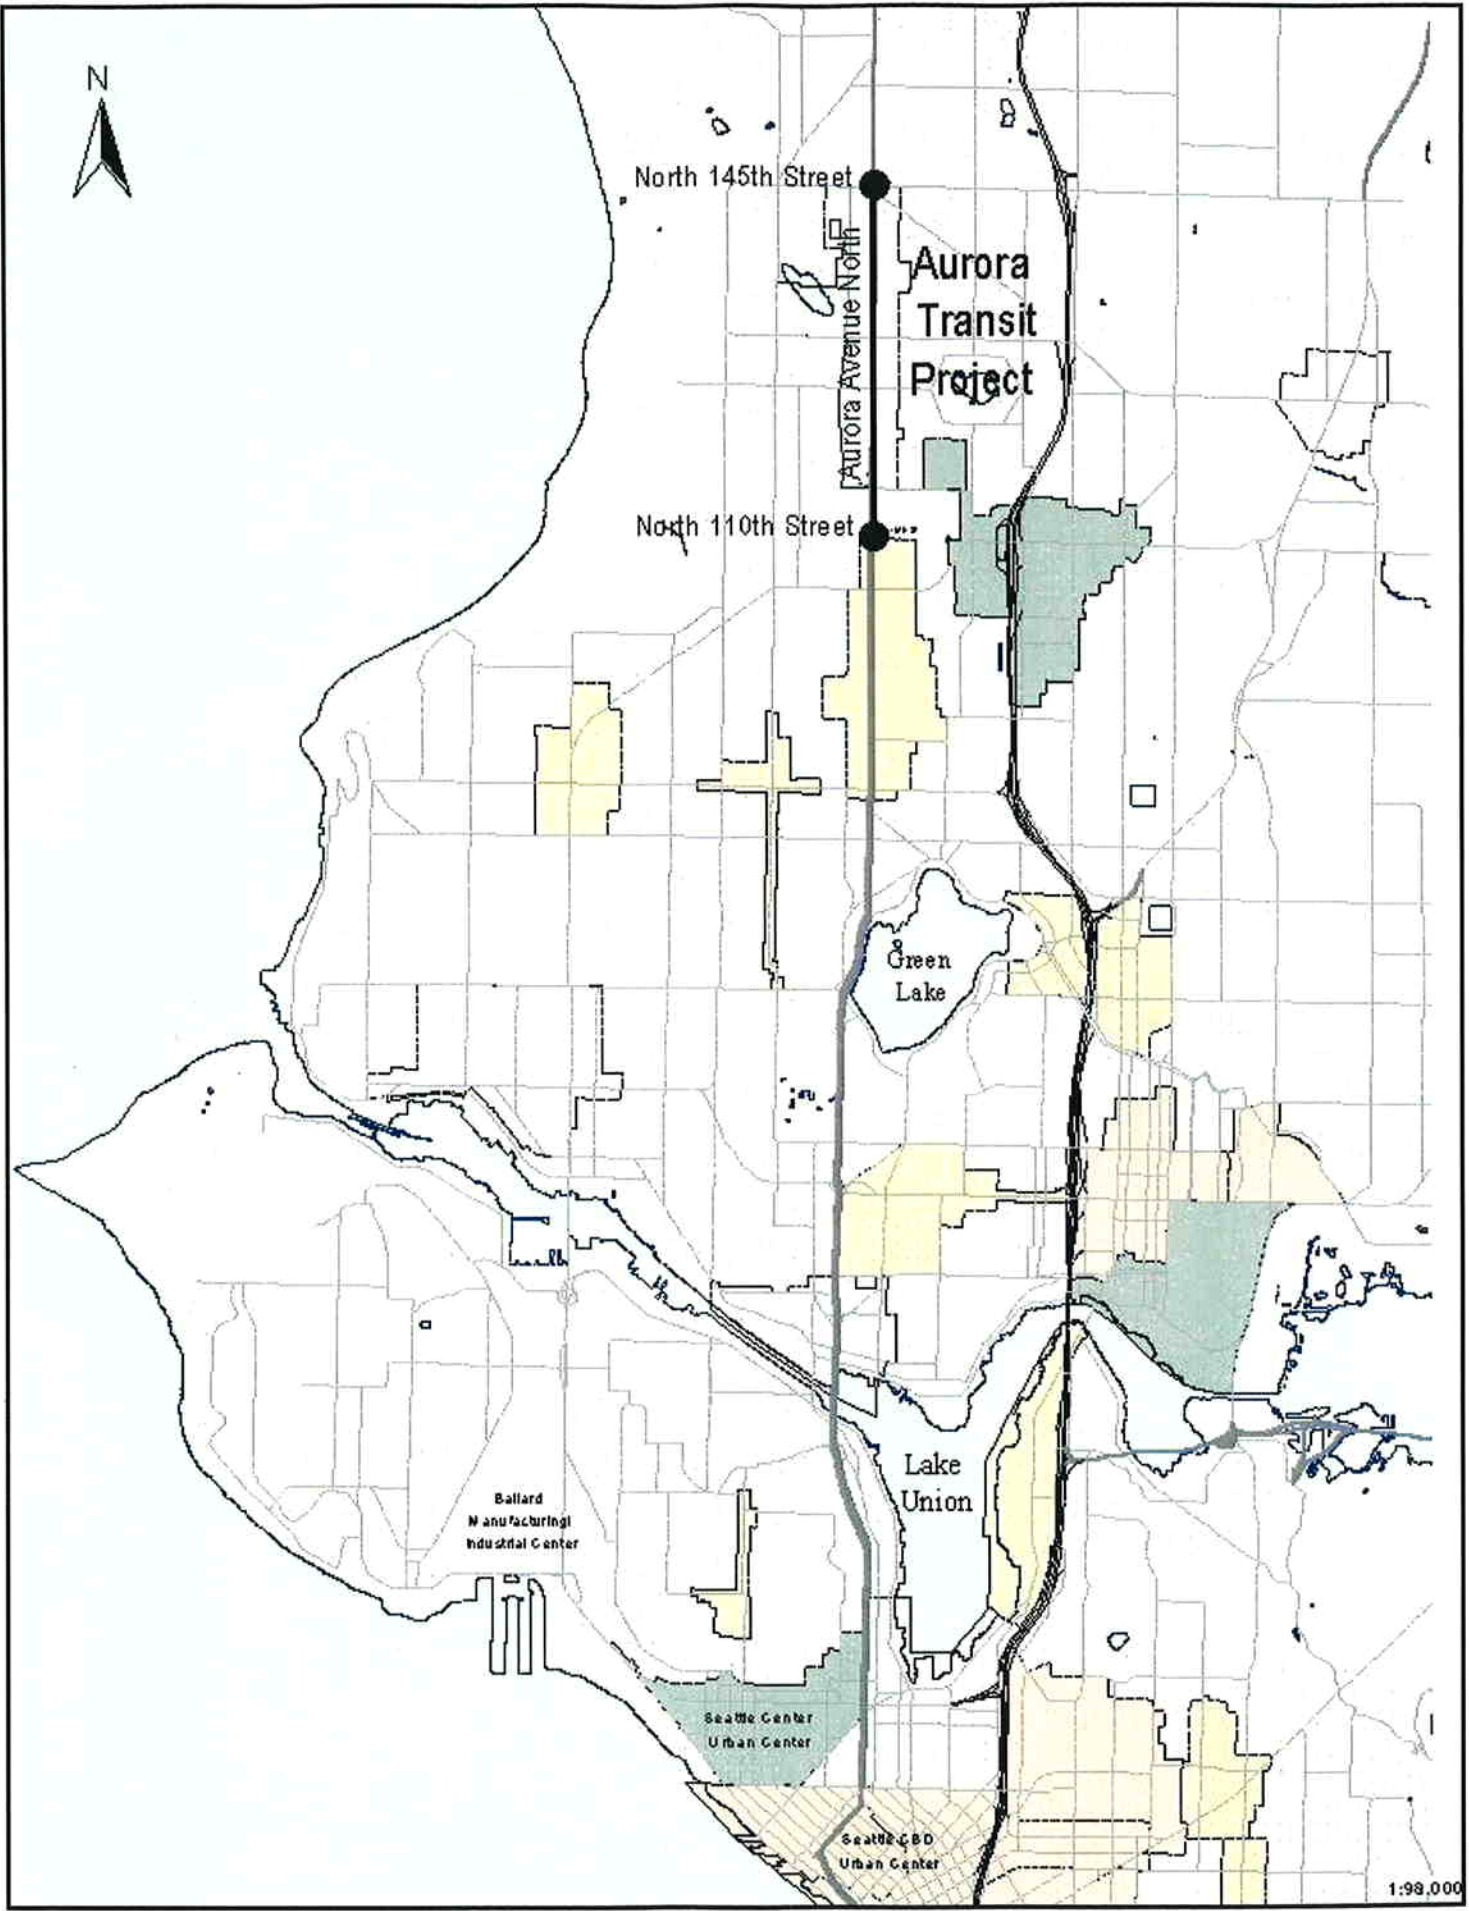 N
North 145th Street
Aurora Avenue North
Aurora
Transit
Project
North 110th Street
Green
Lake
Lake
Union
Ballard
Manufacturing/
Industrial Center
Seattle Center
Urban Center
Seattle CBD
Urban Center
1:98,000